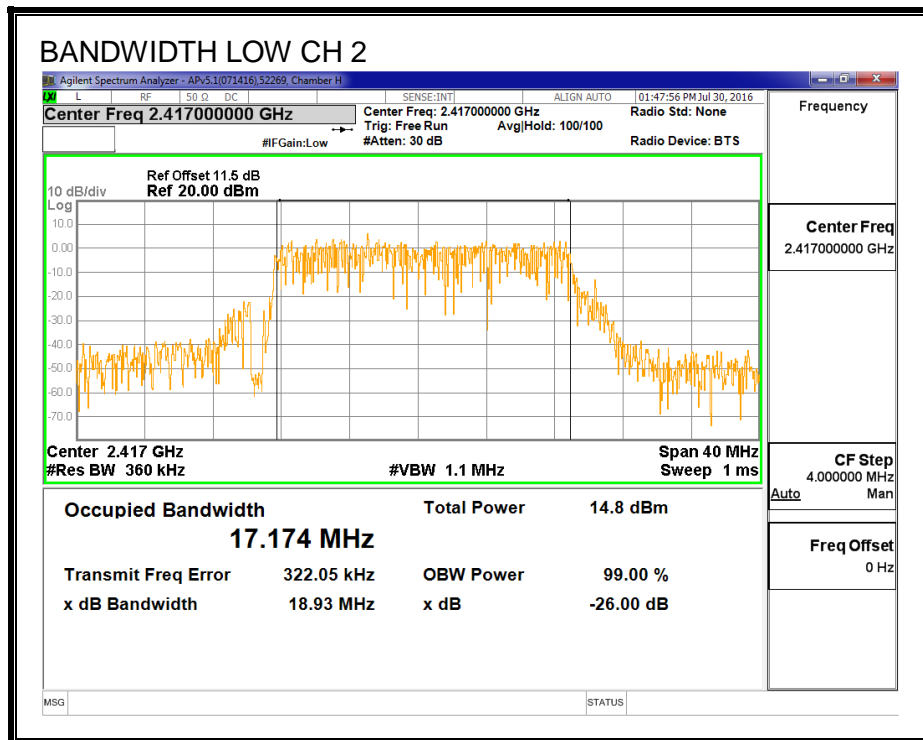 BANDWIDTH LOW CH 2
Agilent Spectrum Analyzer - APv5.1(071416),52269, Chamber H
LXI L RF 50 Ω DC SENSE:INT ALIGN AUTO 01:47:56 PM Jul 30, 2016
Center Freq 2.417000000 GHz
Center Freq: 2.417000000 GHz
Radio Std: None
Trig: Free Run Avg|Hold: 100/100
#IFGain:Low
#Atten: 30 dB
Radio Device: BTS
Frequency
Ref Offset 11.5 dB
10 dB/div Ref 20.00 dBm
Log
10.0
0.00
-10.0
-20.0
-30.0
-40.0
-50.0
-60.0
-70.0
Center Freq
2.417000000 GHz
Center 2.417 GHz Span 40 MHz
#Res BW 360 kHz #VBW 1.1 MHz Sweep 1 ms
CF Step
4.000000 MHz
Auto Man
Occupied Bandwidth Total Power 14.8 dBm
17.174 MHz
Freq Offset
0 Hz
Transmit Freq Error 322.05 kHz OBW Power 99.00 %
x dB Bandwidth 18.93 MHz x dB -26.00 dB
MSG STATUS